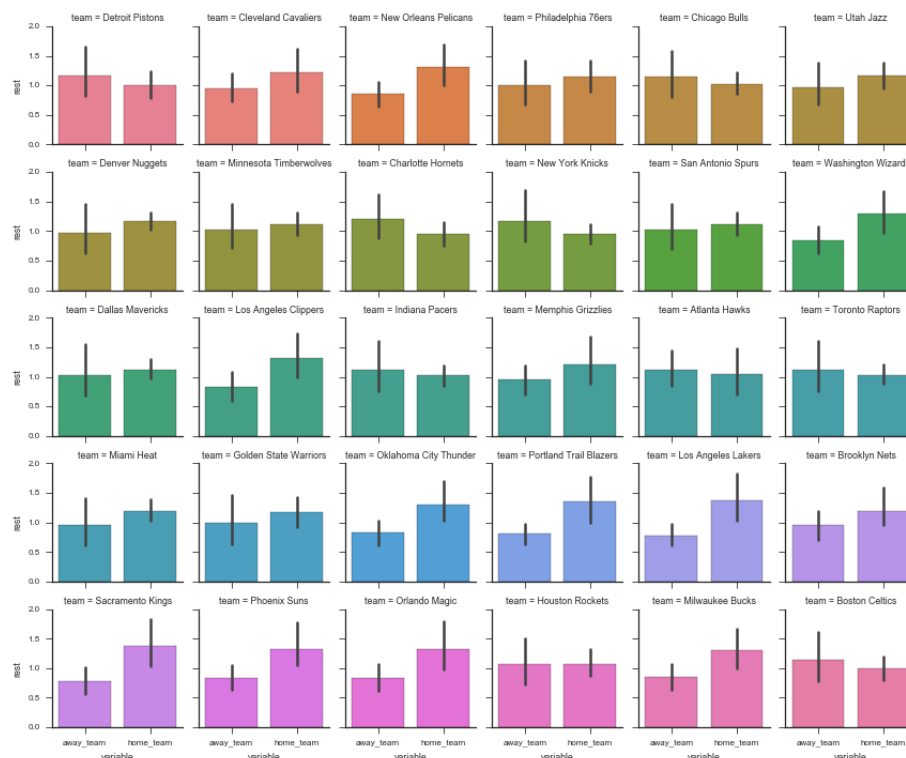 team = Detroit Pistons team = Cleveland Cavaliers team = New Orleans Pelicans team = Philadelphia 76ers team = Chicago Bulls team = Utah Jazz
2.0
1.5
rest
1.0
0.5
0.0
team = Denver Nuggets team = Minnesota Timberwolves team = Charlotte Hornets team = New York Knicks team = San Antonio Spurs team = Washington Wizard
2.0
1.5
rest
1.0
0.5
0.0
team = Dallas Mavericks team = Los Angeles Clippers team = Indiana Pacers team = Memphis Grizzlies team = Atlanta Hawks team = Toronto Raptors
2.0
1.5
rest
1.0
0.5
0.0
team = Miami Heat team = Golden State Warriors team = Oklahoma City Thunder team = Portland Trail Blazers team = Los Angeles Lakers team = Brooklyn Nets
2.0
1.5
rest
1.0
0.5
0.0
team = Sacramento Kings team = Phoenix Suns team = Orlando Magic team = Houston Rockets team = Milwaukee Bucks team = Boston Celtics
2.0
1.5
rest
1.0
0.5
0.0
away_team home_team away_team home_team away_team home_team away_team home_team away_team home_team away_team home_team
variable variable variable variable variable variable